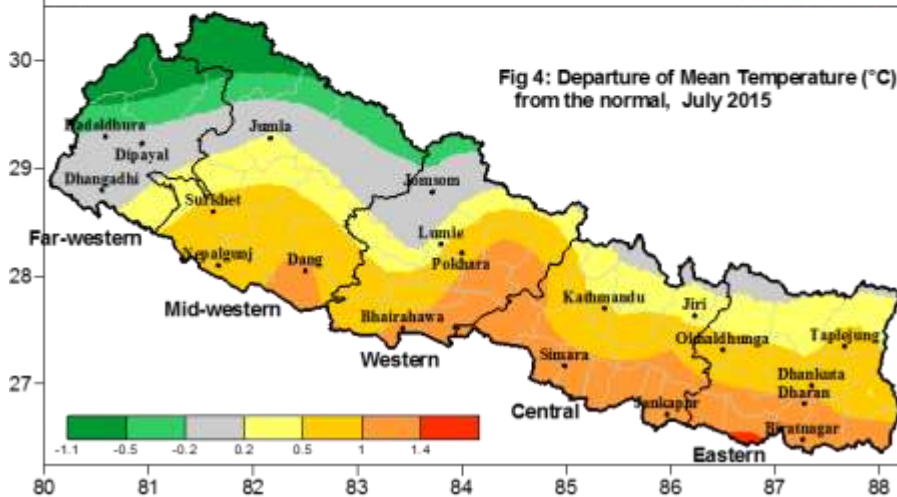 30
Fig 4: Departure of Mean Temperature (°C)
from the normal, July 2015
Dadaldhura
Jumla
Dipayal
29
Dhangadhi
Jomsom
Surkhet
Far-western
Lumle
Nepalgunj
Dang
Pokhara
28
Kathmandu
Jiri
Mid-western
Bhairahawa
Okhaldhunga
Taplejung
Western
Simara
27
Dhankuta
Dharan
Central
Jankapur
Biratnagar
-1.1 -0.5 -0.2 0.2 0.5 1 1.4
Eastern
80 81 82 83 84 85 86 87 88